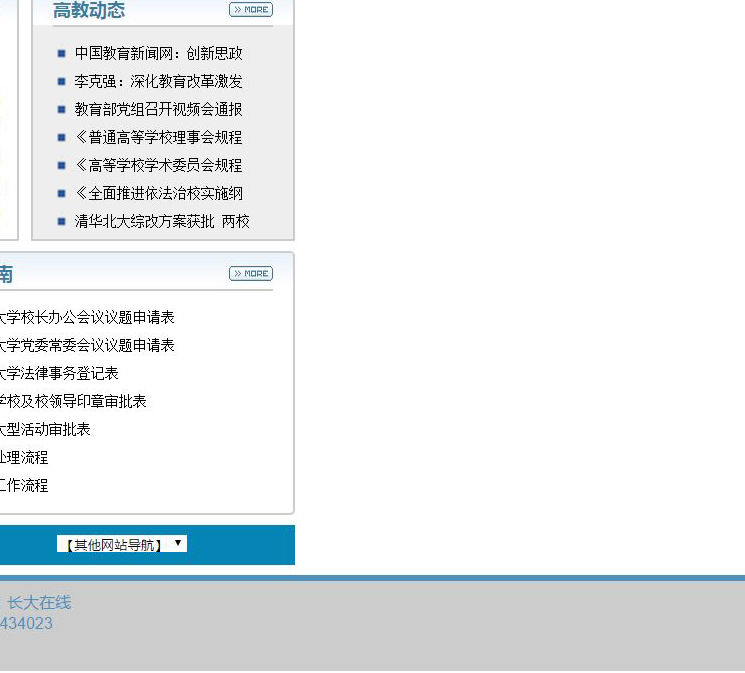 高教动态
MORE
中国教育新闻网：创新思政
李克强：深化教育改革激发
教育部党组召开视频会通报
《普通高等学校理事会规程
《高等学校学术委员会规程
《全面推进依法治校实施纲
清华北大综改方案获批 两校
南
MORE
大学校长办公会议议题申请表
大学党委常委会议议题申请表
大学法律事务登记表
学校及校领导印章审批表
大型活动审批表
处理流程
工作流程
【其他网站导航】
长大在线
434023